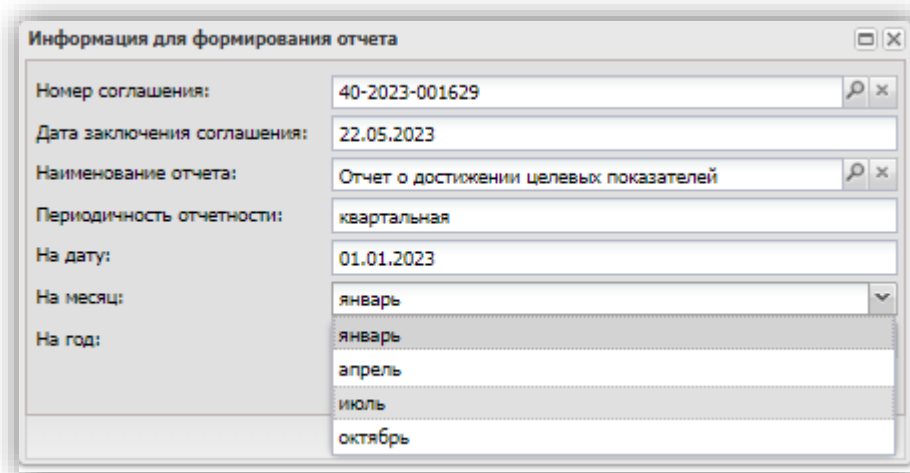 Информация для формирования отчета
Номер соглашения: 40-2023-001629
Дата заключения соглашения: 22.05.2023
Наименование отчета: Отчет о достижении целевых показателей
Периодичность отчетности: квартальная
На дату: 01.01.2023
На месяц: январь
На год: январь
апрель
июль
октябрь